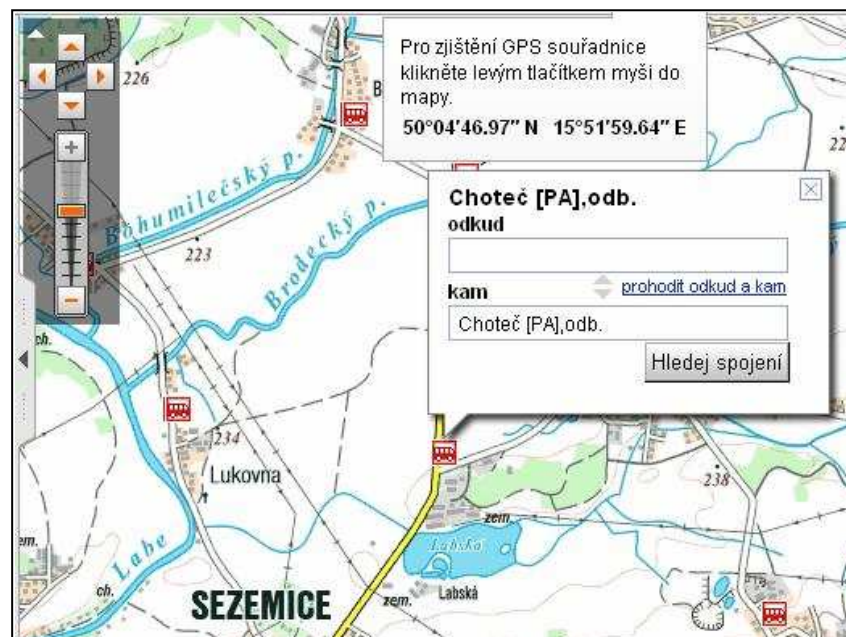 Pro zjištění GPS souřadnice
klikněte levým tlačítkem myši do
mapy.
50°04'46.97" N 15°51'59.64" E
226
B
Bohumilečský p.
223
Brodecký p.
Choteč [PA],odb.
odkud
kam
prohodit odkud a kam
Choteč [PA],odb.
Hledej spojení
ch.
234
Lukovna
238
zem.
Labská
em.
Labe
ch.
zem.
Labská
SEZEMICE